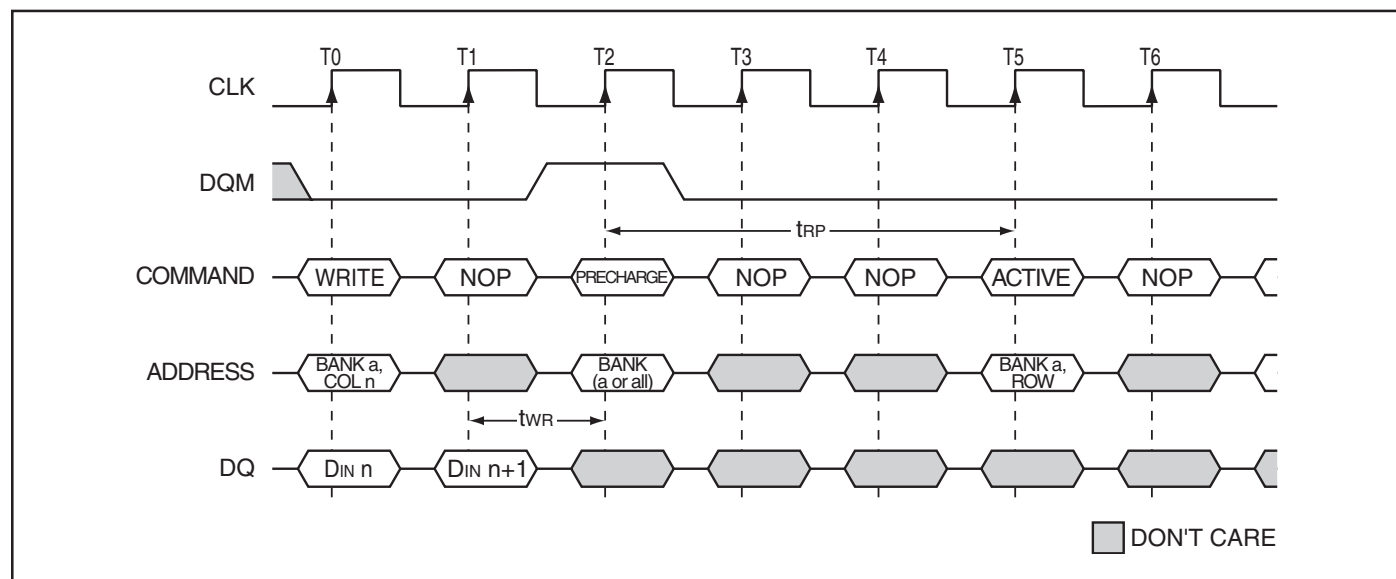 T0 T1 T2 T3 T4 T5 T6
CLK
DQM
tRP
COMMAND WRITE NOP PRECHARGE NOP NOP ACTIVE NOP
ADDRESS BANK a, COL n BANK (a or all) BANK a, ROW
tWR
DQ DIN n DIN n+1
DON'T CARE